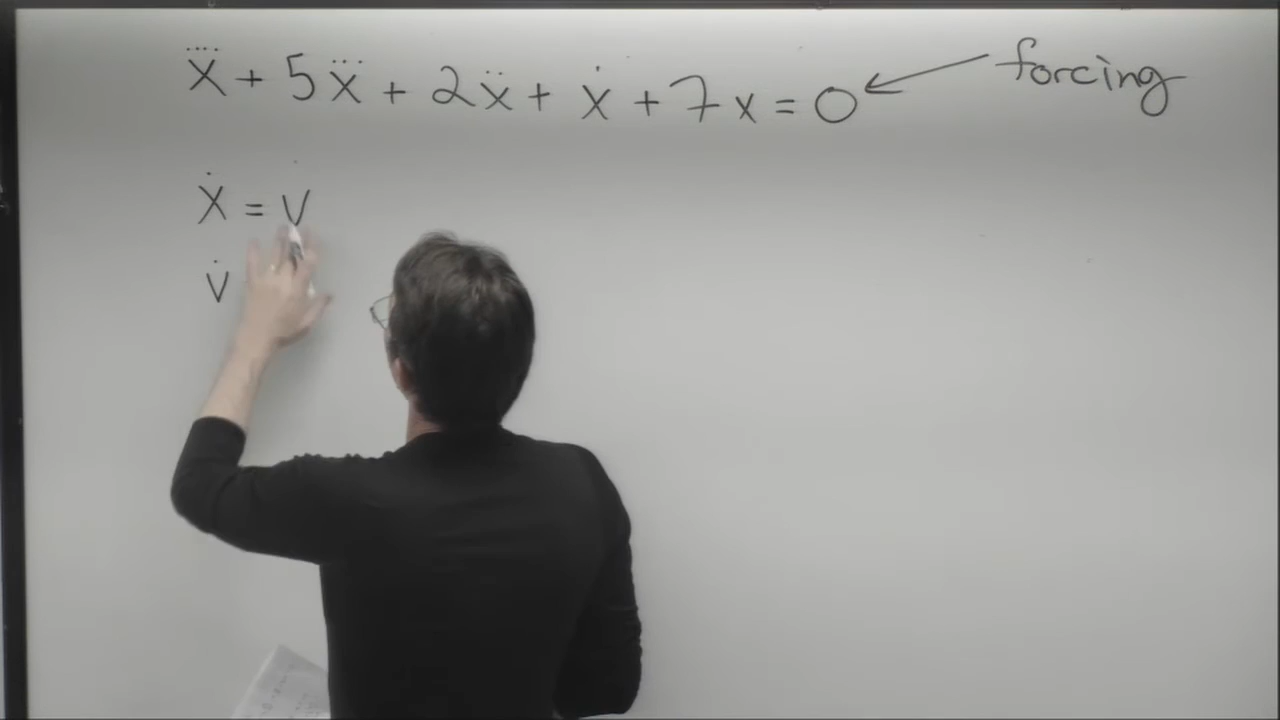 x⃜ + 5x⃛ + 2ẍ + ẋ + 7x = 0 ← forcing
ẋ = v
v̇